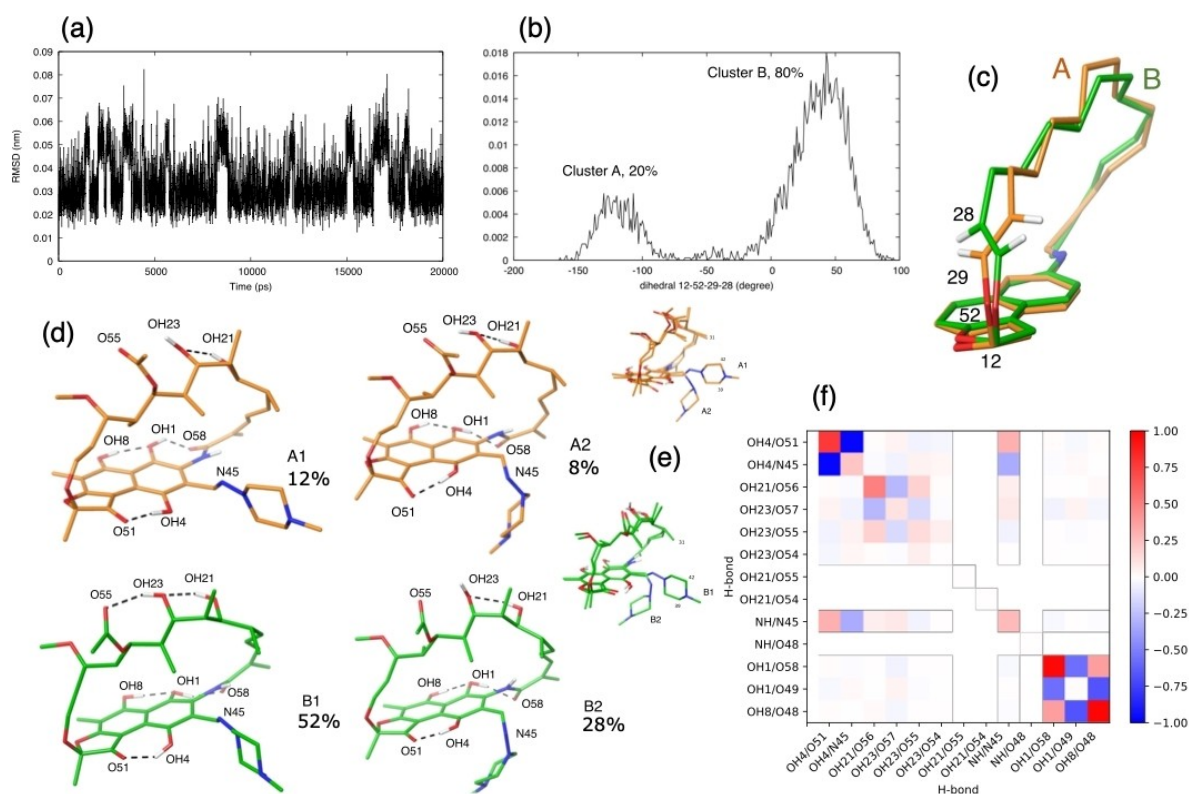 (a)
0.09
0.08
0.07
0.06
0.05
0.04
0.03
0.02
0.01
0
RMSD (nm)
0
5000
10000
15000
20000
Time (ps)
(b)
0.018
0.016
0.014
0.012
0.01
0.008
0.006
0.004
0.002
0
Cluster B, 80%
Cluster A, 20%
-200
-150
-100
-50
0
50
100
dihedral 12-52-29-28 (degree)
(c)
A
B
28
29
52
12
(d)
O55
OH23
OH21
OH8
OH1
O58
N45
OH4
O51
A1
12%
O55
OH23
OH21
OH8
OH1
O58
N45
OH4
O51
A2
8%
O55
OH23
OH21
OH8
OH1
O58
N45
OH4
O51
B1
52%
OH23
OH21
OH8
OH1
O58
N45
OH4
O51
B2
28%
(e)
31
A1
A2
31
B1
B2
(f)
OH4/O51
OH4/N45
OH21/O56
OH23/O57
OH23/O55
OH23/O54
OH21/O55
OH21/O54
NH/N45
NH/O48
OH1/O58
OH1/O49
OH8/O48
H-bond
OH4/O51
OH4/N45
OH21/O56
OH23/O57
OH23/O55
OH23/O54
OH21/O55
OH21/O54
NH/N45
NH/O48
OH1/O58
OH1/O49
OH8/O48
H-bond
1.00
0.75
0.50
0.25
0.00
−0.25
−0.50
−0.75
−1.00